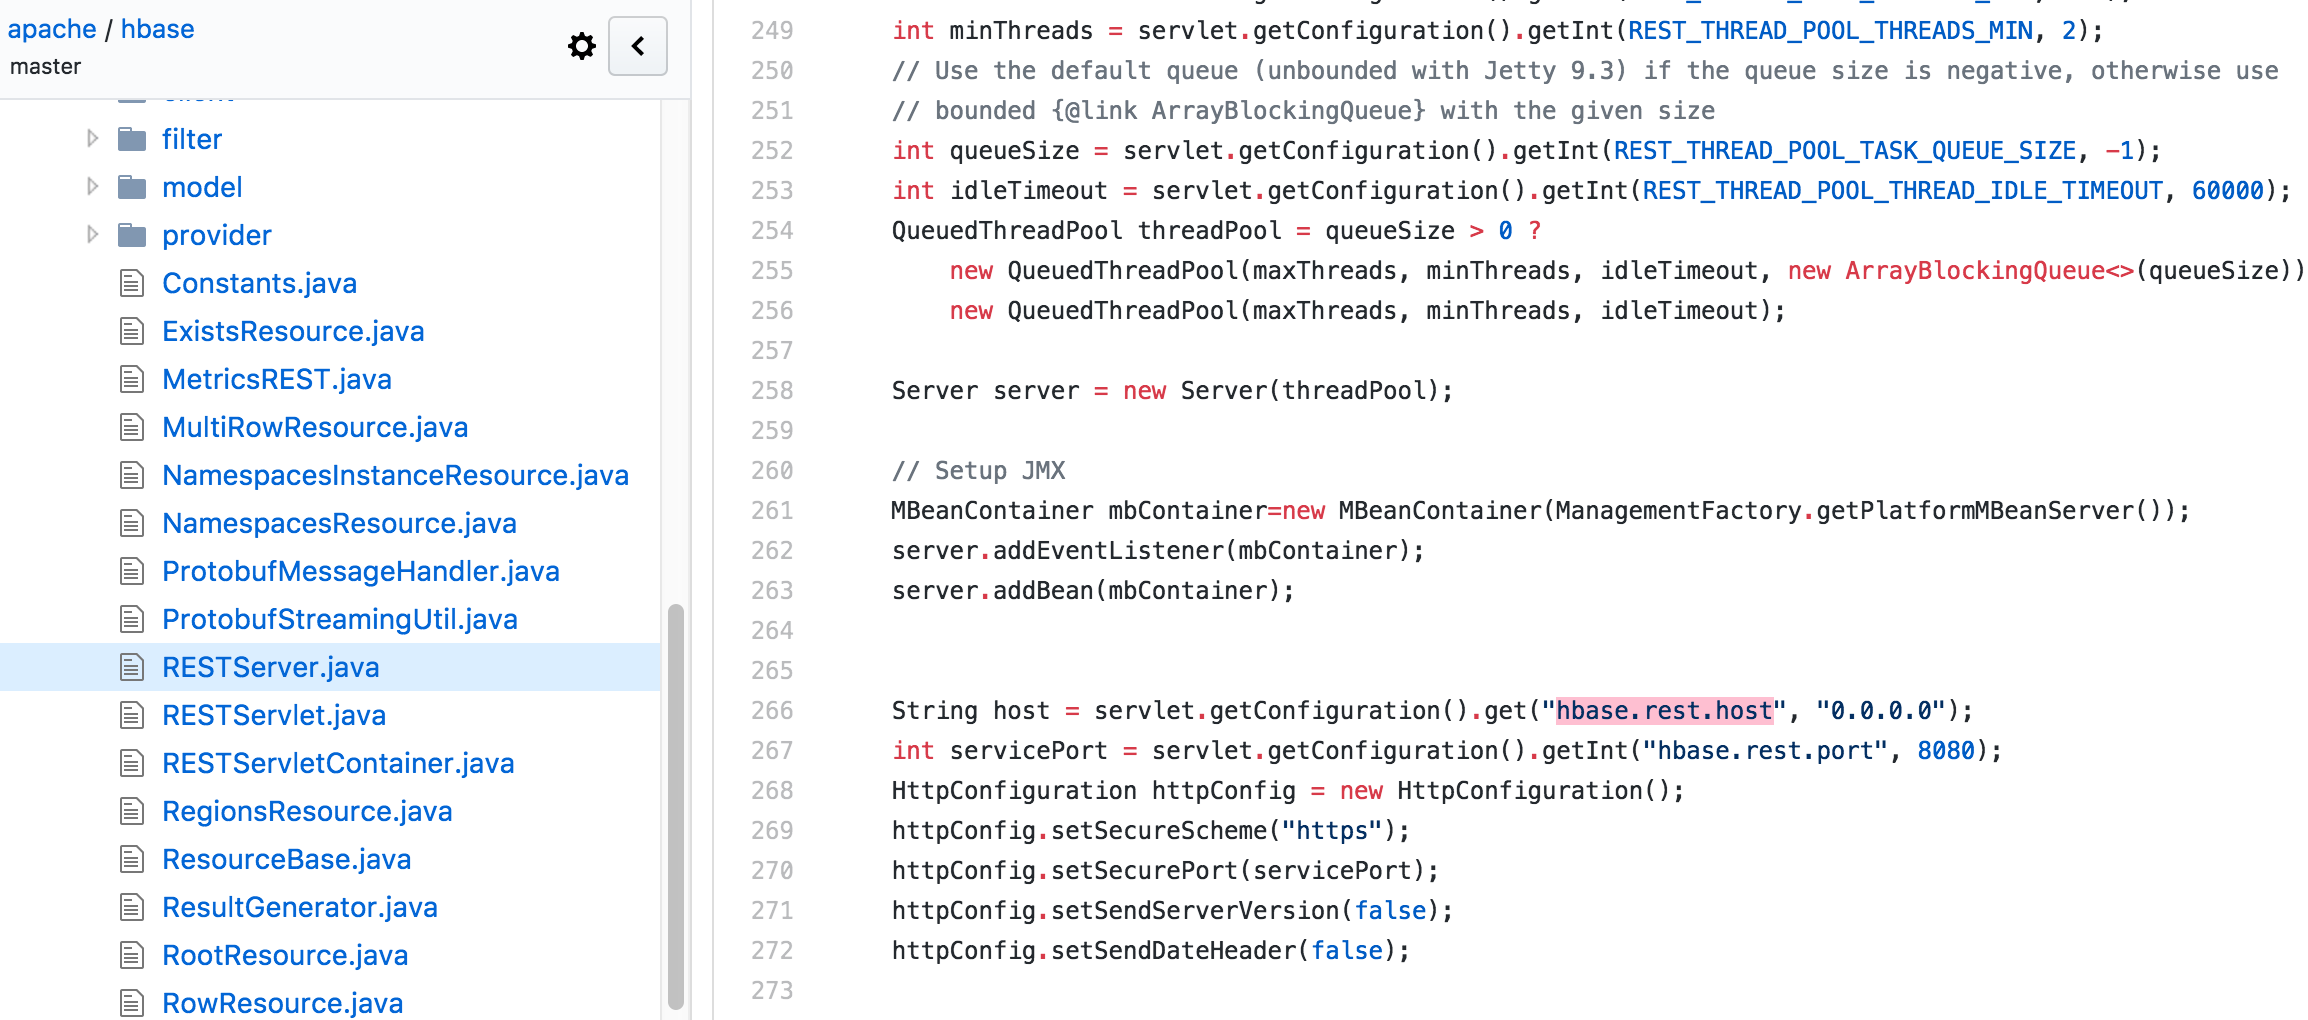 apache / hbase
master
filter
model
provider
Constants.java
ExistsResource.java
MetricsREST.java
MultiRowResource.java
NamespacesInstanceResource.java
NamespacesResource.java
ProtobufMessageHandler.java
ProtobufStreamingUtil.java
RESTServer.java
RESTServlet.java
RESTServletContainer.java
RegionsResource.java
ResourceBase.java
ResultGenerator.java
RootResource.java
RowResource.java
249 int minThreads = servlet.getConfiguration().getInt(REST_THREAD_POOL_THREADS_MIN, 2);
250 // Use the default queue (unbounded with Jetty 9.3) if the queue size is negative, otherwise use
251 // bounded {@link ArrayBlockingQueue} with the given size
252 int queueSize = servlet.getConfiguration().getInt(REST_THREAD_POOL_TASK_QUEUE_SIZE, -1);
253 int idleTimeout = servlet.getConfiguration().getInt(REST_THREAD_POOL_THREAD_IDLE_TIMEOUT, 60000);
254 QueuedThreadPool threadPool = queueSize > 0 ?
255 new QueuedThreadPool(maxThreads, minThreads, idleTimeout, new ArrayBlockingQueue<>(queueSize))
256 new QueuedThreadPool(maxThreads, minThreads, idleTimeout);
257
258 Server server = new Server(threadPool);
259
260 // Setup JMX
261 MBeanContainer mbContainer=new MBeanContainer(ManagementFactory.getPlatformMBeanServer());
262 server.addEventListener(mbContainer);
263 server.addBean(mbContainer);
264
265
266 String host = servlet.getConfiguration().get("hbase.rest.host", "0.0.0.0");
267 int servicePort = servlet.getConfiguration().getInt("hbase.rest.port", 8080);
268 HttpConfiguration httpConfig = new HttpConfiguration();
269 httpConfig.setSecureScheme("https");
270 httpConfig.setSecurePort(servicePort);
271 httpConfig.setSendServerVersion(false);
272 httpConfig.setSendDateHeader(false);
273